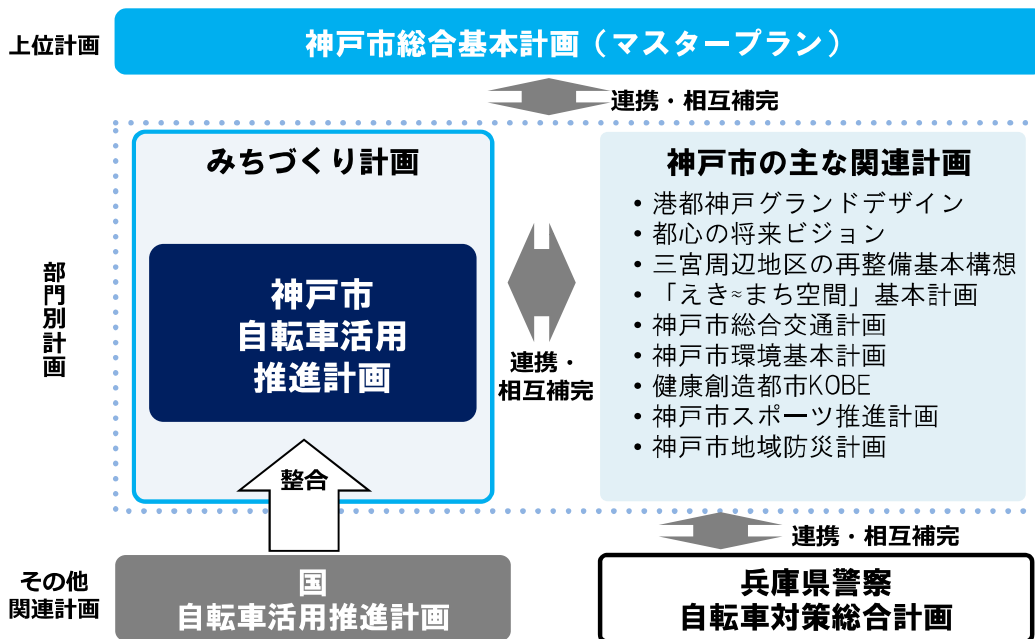 上位計画
神戸市総合基本計画（マスタープラン）
連携・相互補完
部門別計画
みちづくり計画
神戸市
自転車活用
推進計画
連携・
相互補完
神戸市の主な関連計画
• 港都神戸グランドデザイン
• 都心の将来ビジョン
• 三宮周辺地区の再整備基本構想
• 「えき≈まち空間」基本計画
• 神戸市総合交通計画
• 神戸市環境基本計画
• 健康創造都市KOBE
• 神戸市スポーツ推進計画
• 神戸市地域防災計画
整合
連携・相互補完
その他
関連計画
国
自転車活用推進計画
兵庫県警察
自転車対策総合計画